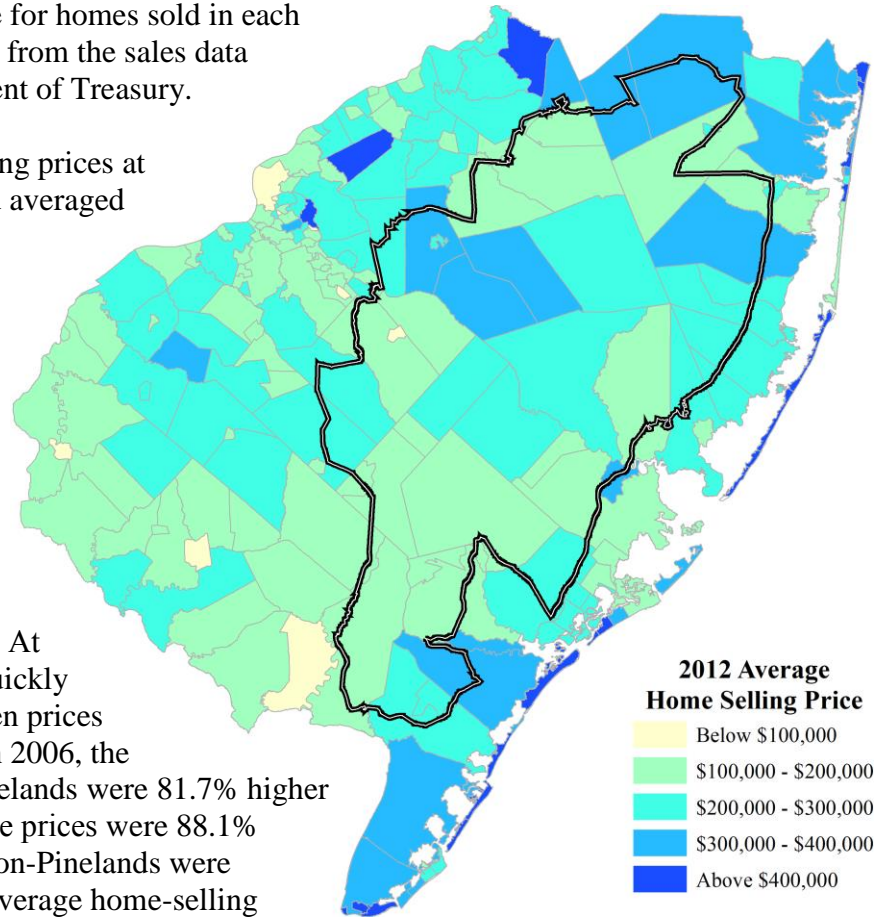 e for homes sold in each
from the sales data
ent of Treasury.
ng prices at
averaged
At
uickly
en prices
n 2006, the
elands were 81.7% higher
e prices were 88.1%
on-Pinelands were
verage home-selling
2012 Average
Home Selling Price
Below $100,000
$100,000 - $200,000
$200,000 - $300,000
$300,000 - $400,000
Above $400,000